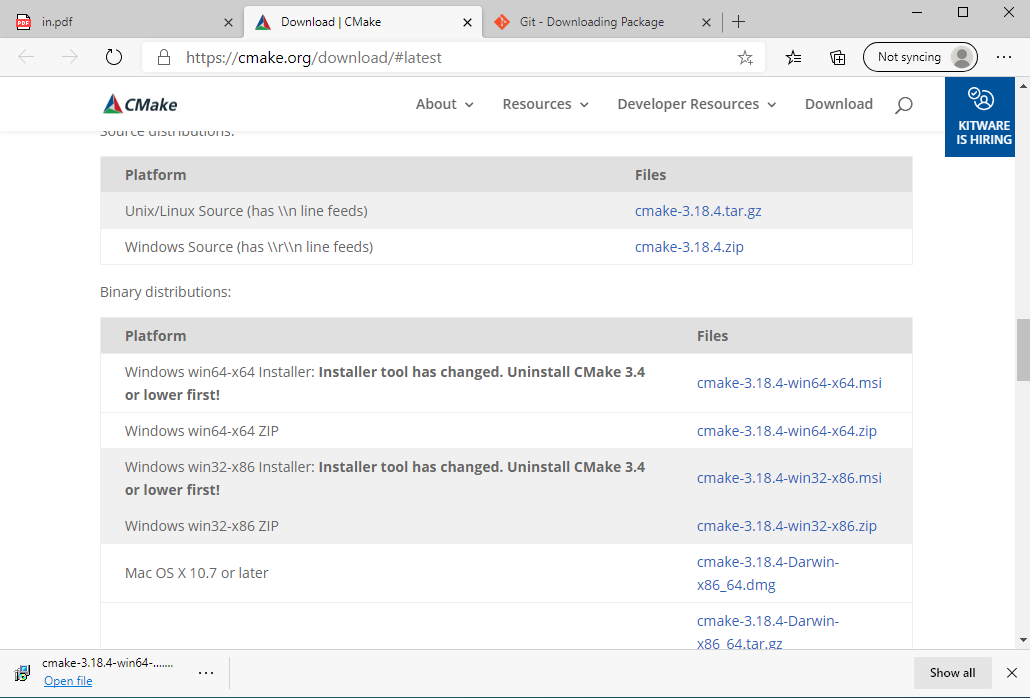 in.pdf
Download | CMake
Git - Downloading Package
https://cmake.org/download/#latest
Not syncing
CMake
About
Resources
Developer Resources
Download
KITWARE
IS HIRING
Source distributions:
Platform Files
Unix/Linux Source (has \\n line feeds) cmake-3.18.4.tar.gz
Windows Source (has \\r\\n line feeds) cmake-3.18.4.zip
Binary distributions:
Platform Files
Windows win64-x64 Installer: Installer tool has changed. Uninstall CMake 3.4
or lower first!
cmake-3.18.4-win64-x64.msi
Windows win64-x64 ZIP cmake-3.18.4-win64-x64.zip
Windows win32-x86 Installer: Installer tool has changed. Uninstall CMake 3.4
or lower first!
cmake-3.18.4-win32-x86.msi
Windows win32-x86 ZIP cmake-3.18.4-win32-x86.zip
Mac OS X 10.7 or later
cmake-3.18.4-Darwin-
x86_64.dmg
cmake-3.18.4-Darwin-
x86_64.tar.gz
cmake-3.18.4-win64-.......
Open file
Show all